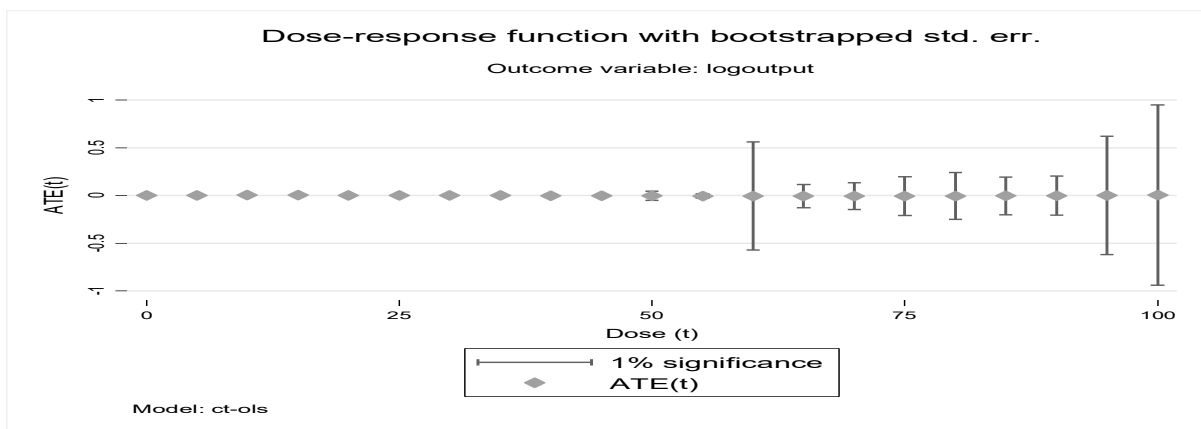 Dose-response function with bootstrapped std. err.
Outcome variable: logoutput
ATE(t)
1
0.5
0
-0.5
-1
0 25 50 75 100
Dose (t)
1% significance
ATE(t)
Model: ct-ols